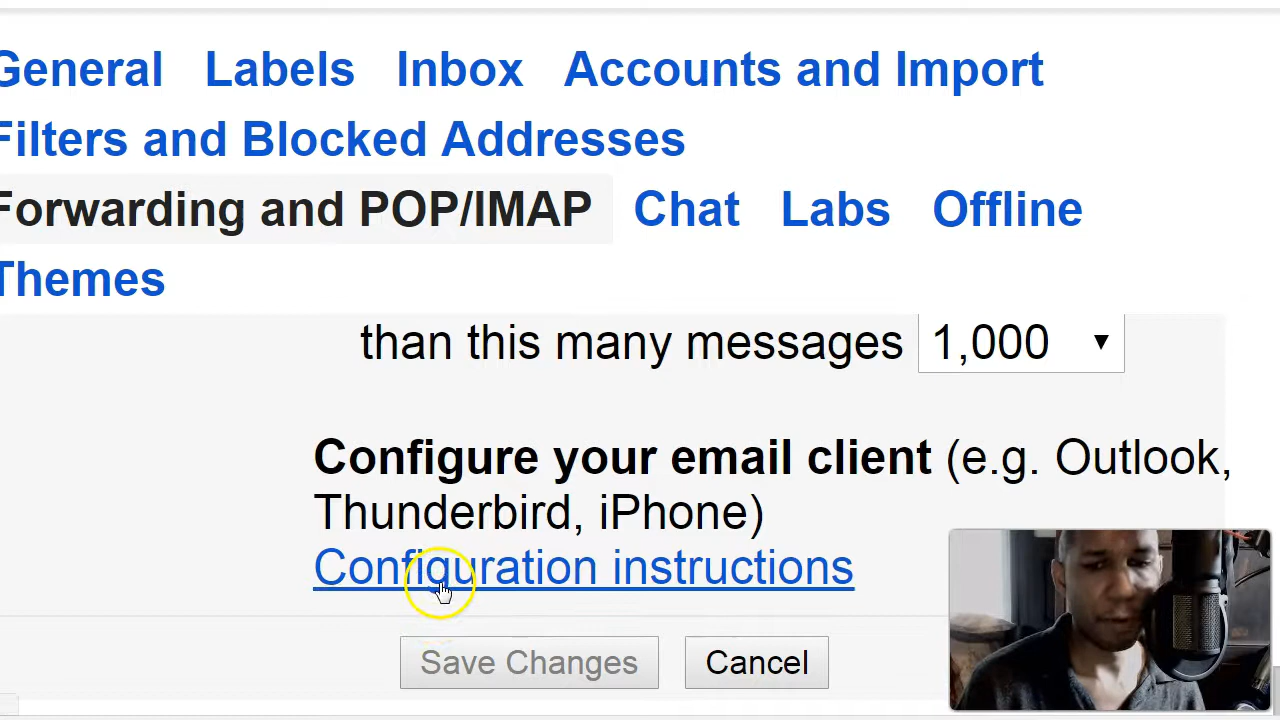 General Labels Inbox Accounts and Import
Filters and Blocked Addresses
Forwarding and POP/IMAP Chat Labs Offline
Themes
than this many messages 1,000
Configure your email client (e.g. Outlook,
Thunderbird, iPhone)
Configuration instructions
Save Changes Cancel